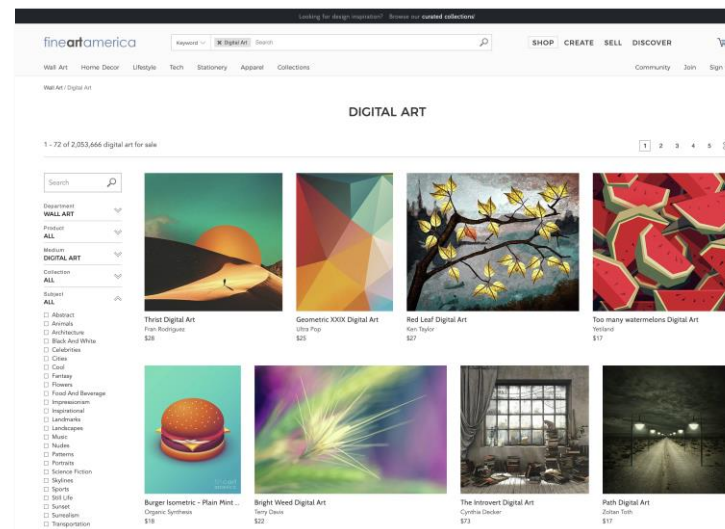 Looking for design inspiration? Browse our curated collections!
fineartamerica
Keyword
Digital Art
Search
SHOP CREATE SELL DISCOVER
Wall Art Home Decor Lifestyle Tech Stationery Apparel Collections
Community Join Sign
Wall Art / Digital Art
DIGITAL ART
1 - 72 of 2,053,666 digital art for sale
1 2 3 4 5
Search
Department
WALL ART
Product
ALL
Medium
DIGITAL ART
Collection
ALL
Subject
ALL
Abstract
Animals
Architecture
Black And White
Celebrities
Cities
Cool
Fantasy
Flowers
Food And Beverage
Impressionism
Inspirational
Landmarks
Landscapes
Music
Nudes
Patterns
Portraits
Science Fiction
Skylines
Sports
Still Life
Sunset
Surrealism
Transportation
Thrist Digital Art
Fran Rodriguez
$28
Geometric XXIX Digital Art
Ultra Pop
$25
Red Leaf Digital Art
Ken Taylor
$27
Too many watermelons Digital Art
Yetiland
$17
Burger Isometric - Plain Mint ...
Organic Synthesis
$18
Bright Weed Digital Art
Terry Davis
$22
The Introvert Digital Art
Cynthia Decker
$73
Path Digital Art
Zoltan Toth
$17